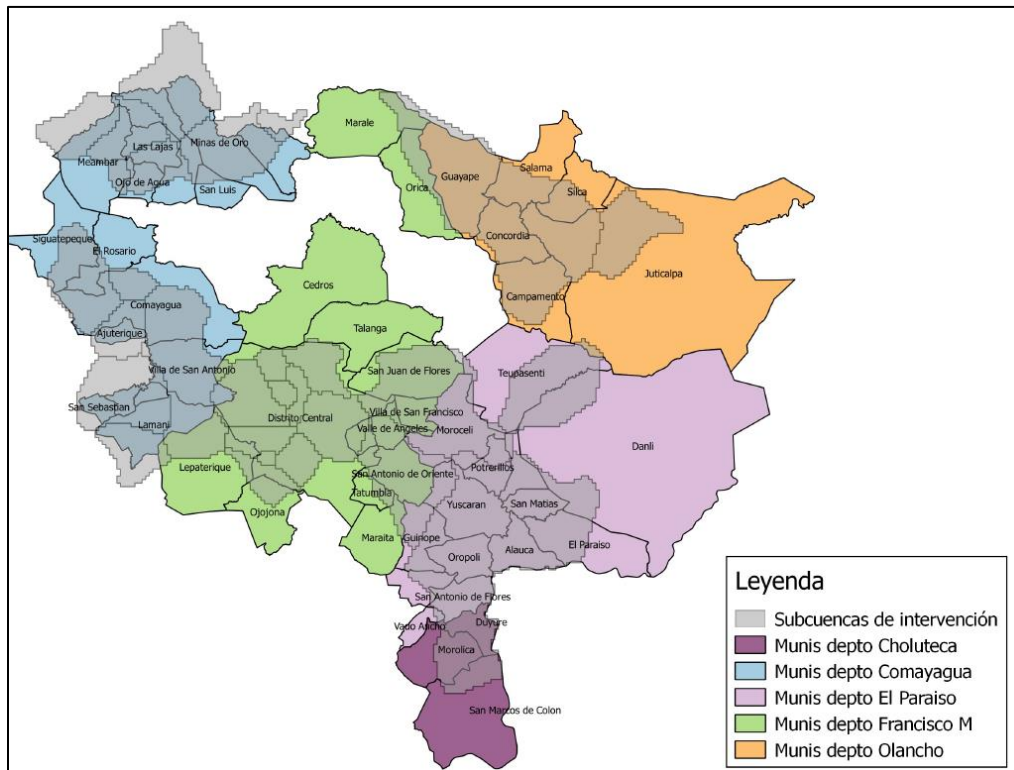 Marale
Las Lajas
Minas de Oro
Meambar
Ojo de Agua
San Luis
Orica
Guayape
Salama
Silca
Siguatepeque
El Rosario
Concordia
Juticalpa
Cedros
Comayagua
Campamento
Talanga
Ajuterique
Villa de San Antonio
San Juan de Flores
Teupasenti
San Sebastian
Lamani
Distrito Central
Villa de San Francisco
Valle de Angeles
Moroceli
Danli
Lepaterique
San Antonio de Oriente
Potrerillos
Tatumbla
Ojojona
Yuscaran
San Matias
Maraita
Guinope
Oropoli
Alauca
El Paraiso
San Antonio de Flores
Vado Ancho
Duyure
Morolica
San Marcos de Colon
Leyenda
Subcuencas de intervención
Munis depto Choluteca
Munis depto Comayagua
Munis depto El Paraiso
Munis depto Francisco M
Munis depto Olancho